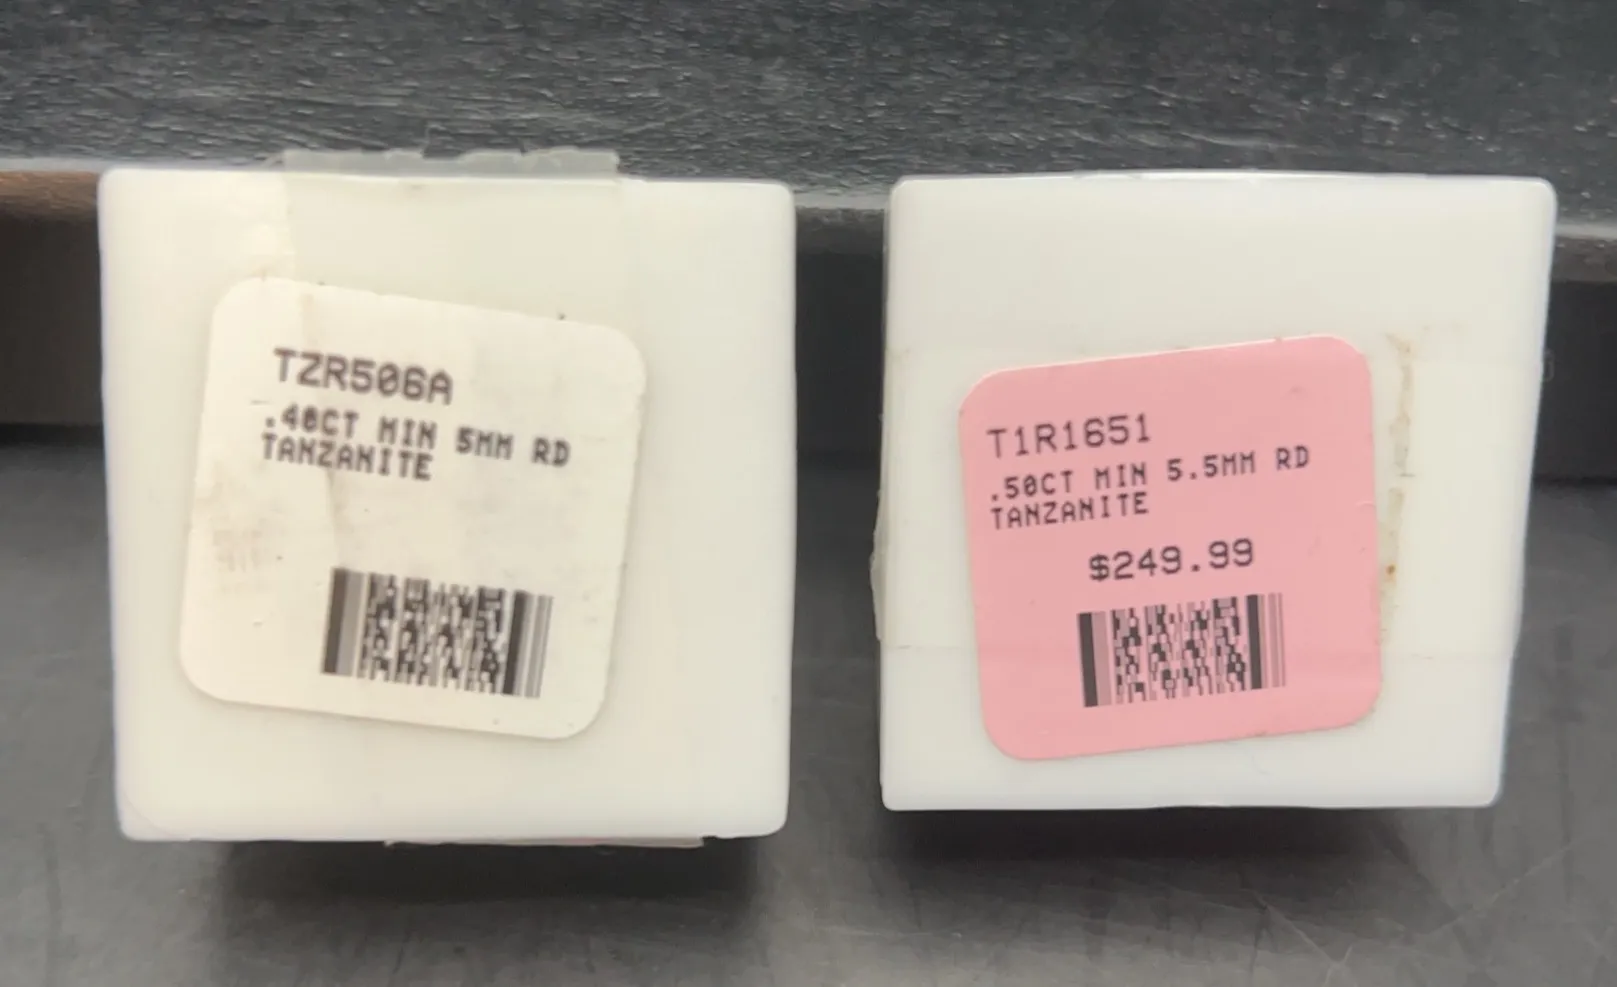 TZR506A
.40CT MIN 5MM RD
TANZANITE
T1R1651
.50CT MIN 5.5MM RD
TANZANITE
$249.99